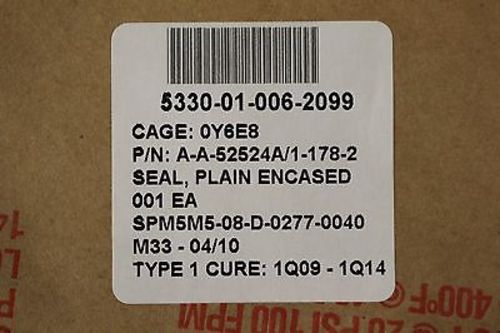 5330-01-006-2099
CAGE: 0Y6E8
P/N: A-A-52524A/1-178-2
SEAL, PLAIN ENCASED
001 EA
SPM5M5-08-D-0277-0040
M33 - 04/10
TYPE 1 CURE: 1Q09 - 1Q14
400°F
PSI 100 FPM